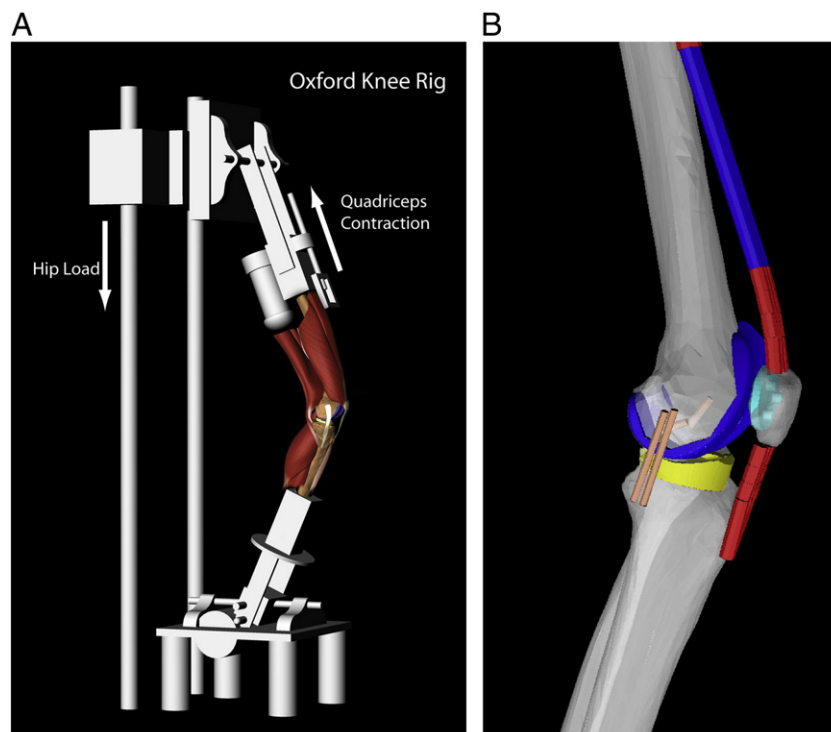 A
B
Oxford Knee Rig
Quadriceps
Contraction
Hip Load